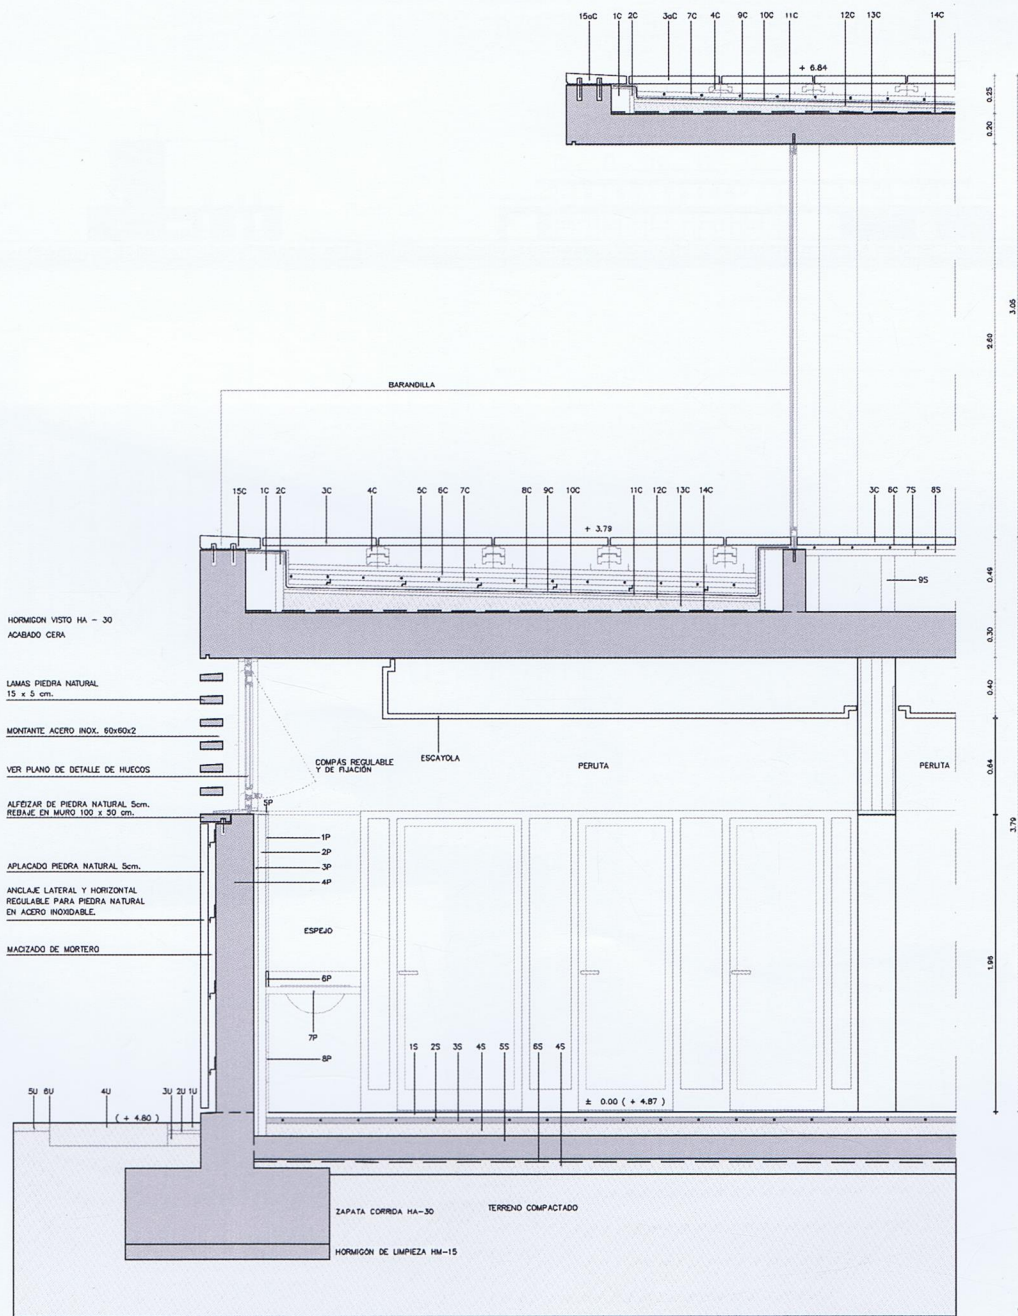 15aC 1C 2C 3aC 7C 4C 9C 10C 11C 12C 13C 14C
+ 6.84
0.25
0.20
2.60
3.05
BARANDILLA
15C 1C 2C 3C 4C 5C 6C 7C 8C 9C 10C 11C 12C 13C 14C 3C 6C 7S 8S
+ 3.79
9S
0.49
0.30
0.40
0.64
1.96
3.79
HORMIGON VISTO HA - 30
ACABADO CERA
LAMAS PIEDRA NATURAL
15 x 5 cm.
MONTANTE ACERO INOX. 60x60x2
VER PLANO DE DETALLE DE HUECOS
ALFÉIZAR DE PIEDRA NATURAL 5cm.
REBAJE EN MURO 100 x 50 cm.
APLACADO PIEDRA NATURAL 5cm.
ANCLAJE LATERAL Y HORIZONTAL
REGULABLE PARA PIEDRA NATURAL
EN ACERO INOXIDABLE.
MACIZADO DE MORTERO
COMPÁS REGULABLE
Y DE FIJACIÓN
ESCAYOLA
PERLITA
PERLITA
5P
1P
2P
3P
4P
ESPEJO
6P
7P
8P
1S 2S 3S 4S 5S 6S 4S
± 0.00 ( + 4.87 )
5U 6U 4U 3U 2U 1U
( + 4.80 )
ZAPATA CORRIDA HA-30
TERRENO COMPACTADO
HORMIGÓN DE LIMPIEZA HM-15